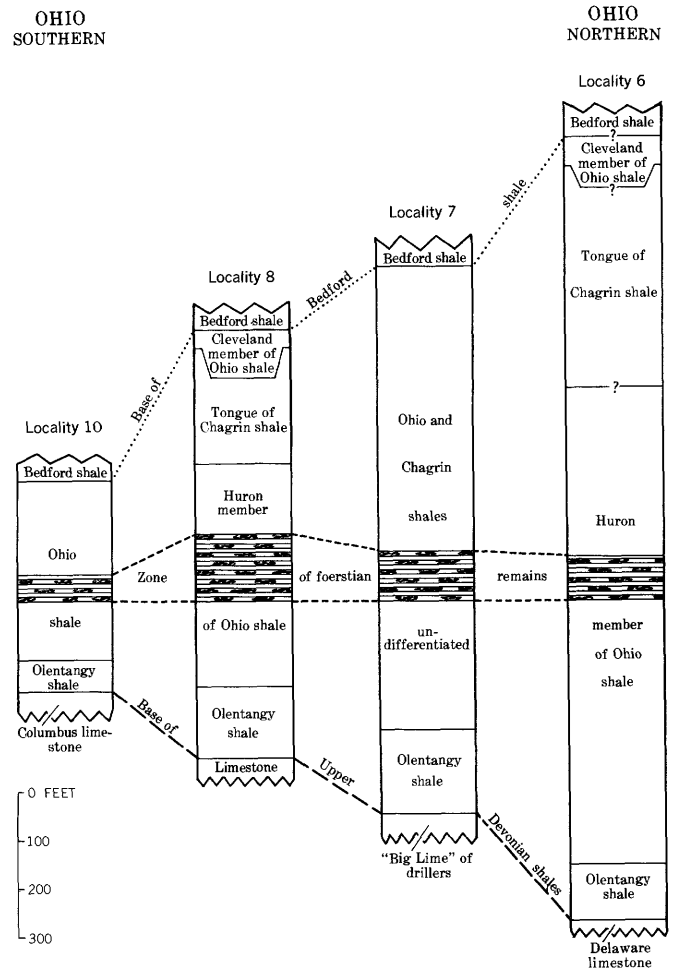 OHIO
SOUTHERN
OHIO
NORTHERN
Locality 10
Bedford shale
Ohio
shale
Olentangy
shale
Columbus lime-
stone
Locality 8
Bedford shale
Cleveland
member of
Ohio shale
Tongue of
Chagrin shale
Huron
member
of Ohio shale
Olentangy
shale
Limestone
Locality 7
Bedford shale
Ohio and
Chagrin
shales
un-
differentiated
Olentangy
shale
"Big Lime" of
drillers
Locality 6
Bedford shale
?
Cleveland
member of
Ohio shale
?
Tongue of
Chagrin shale
?
Huron
member
of Ohio
shale
Olentangy
shale
Delaware
limestone
Base of Bedford shale
Zone of foerstian remains
Base of Upper Devonian shales
0 FEET
100
200
300